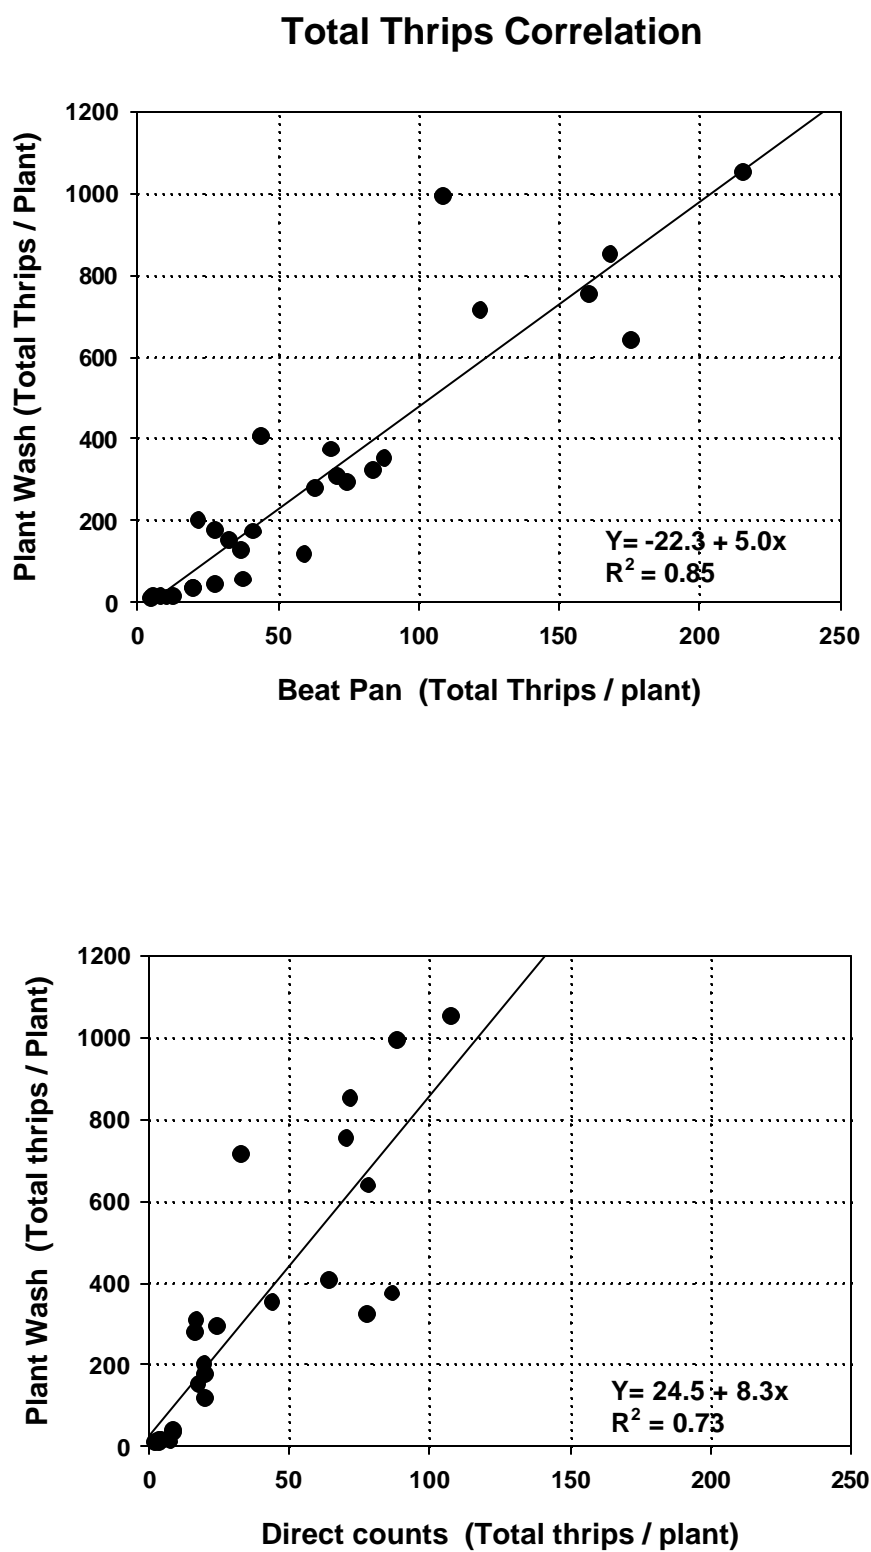 Total Thrips Correlation
1200
1000
800
600
400
200
0
Plant Wash (Total Thrips / Plant)
Y= -22.3 + 5.0x
R² = 0.85
0 50 100 150 200 250
Beat Pan (Total Thrips / plant)
1200
1000
800
600
400
200
0
Plant Wash (Total thrips / Plant)
Y= 24.5 + 8.3x
R² = 0.73
0 50 100 150 200 250
Direct counts (Total thrips / plant)